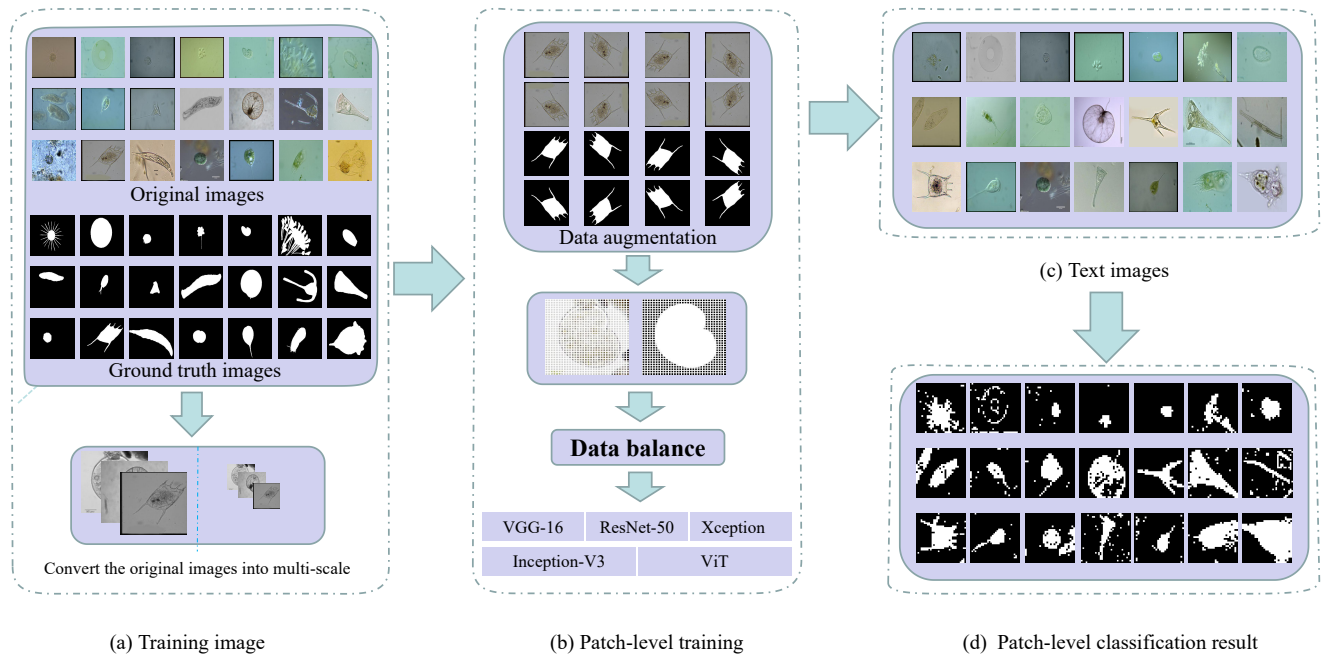 Original images
Ground truth images
Convert the original images into multi-scale
(a) Training image
Data augmentation
Data balance
VGG-16
ResNet-50
Xception
Inception-V3
ViT
(b) Patch-level training
(c) Text images
(d) Patch-level classification result